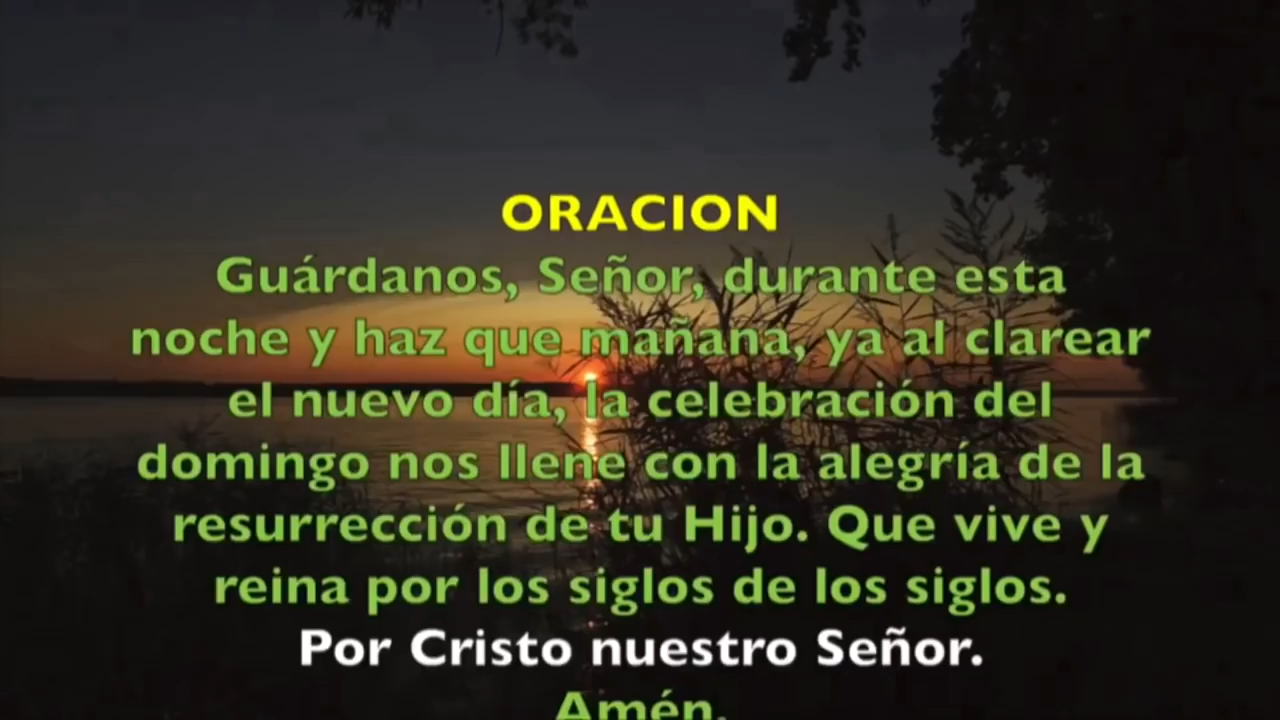 ORACION
Guárdanos, Señor, durante esta
noche y haz que mañana, ya al clarear
el nuevo día, la celebración del
domingo nos llene con la alegría de la
resurrección de tu Hijo. Que vive y
reina por los siglos de los siglos.
Por Cristo nuestro Señor.
Amén.